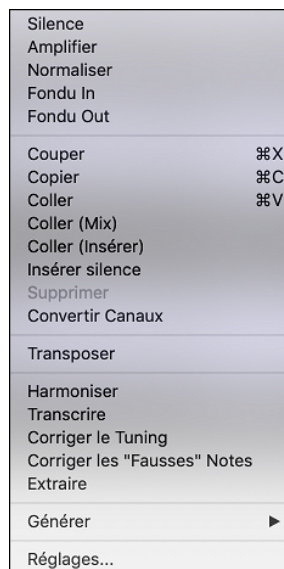 Silence
Amplifier
Normaliser
Fondu In
Fondu Out
Couper ⌘X
Copier ⌘C
Coller ⌘V
Coller (Mix)
Coller (Insérer)
Insérer silence
Supprimer
Convertir Canaux
Transposer
Harmoniser
Transcrire
Corriger le Tuning
Corriger les "Fausses" Notes
Extraire
Générer
Réglages...